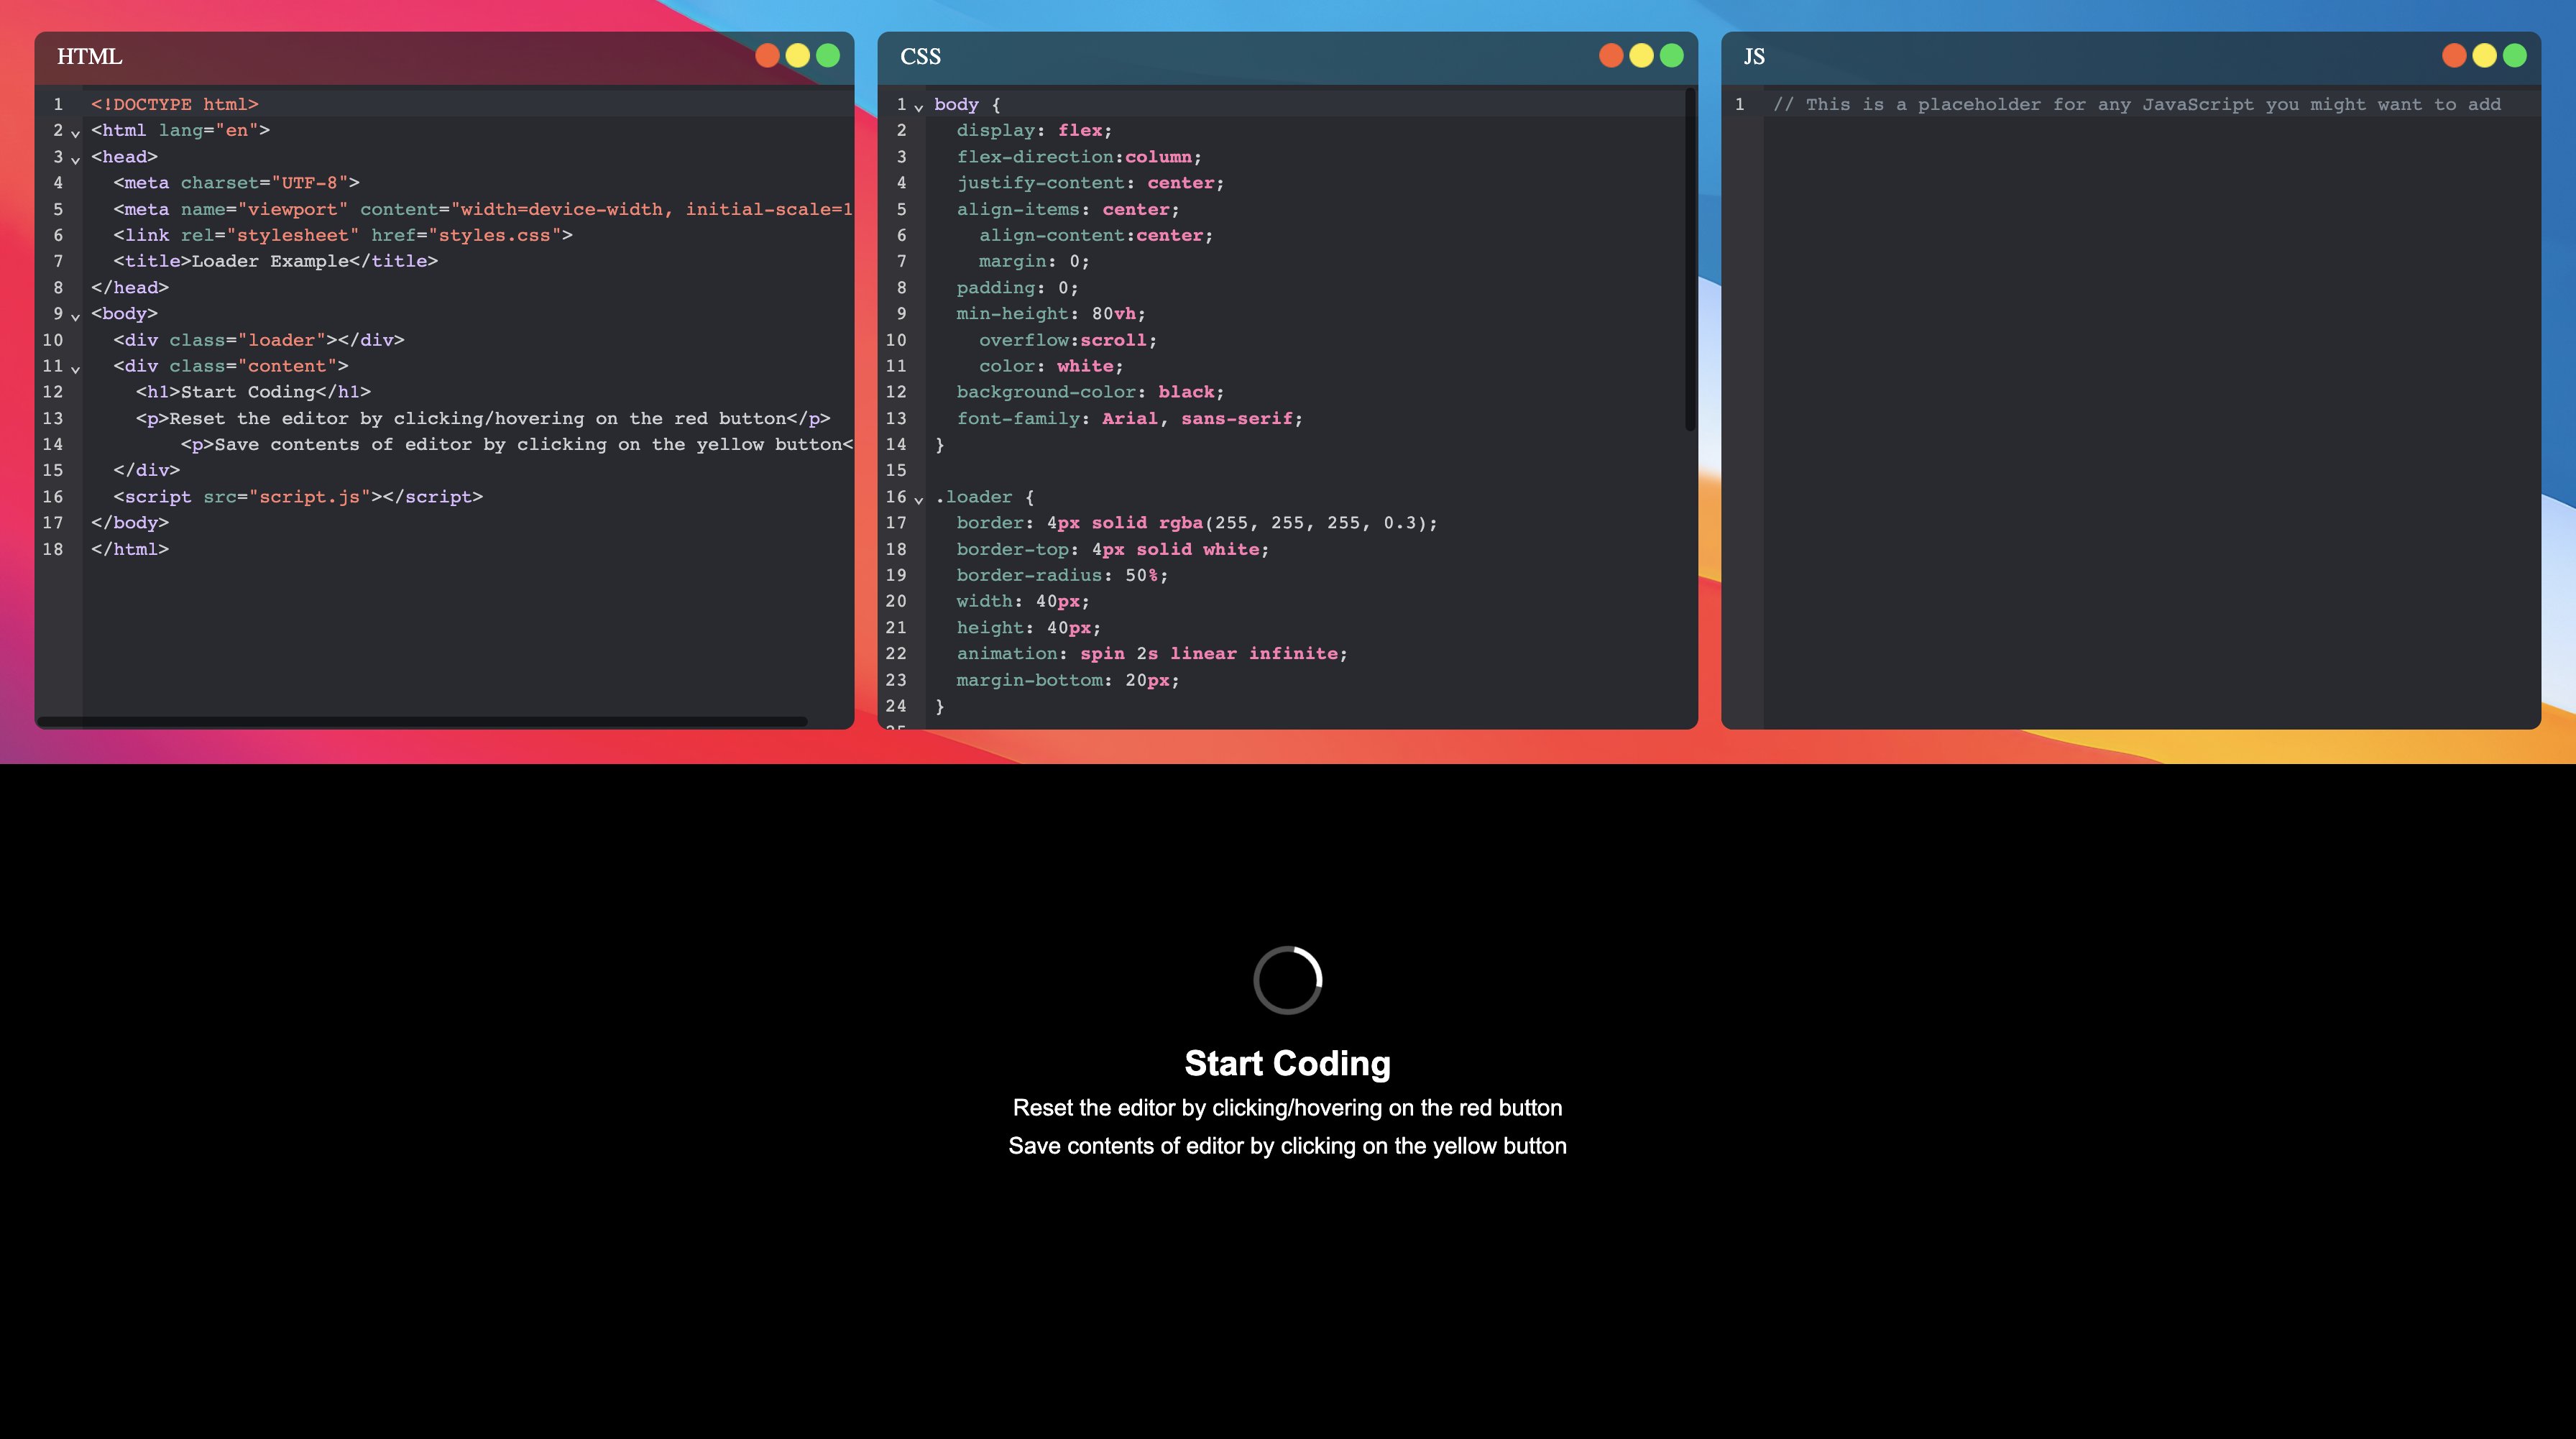 HTML
1 <!DOCTYPE html>
2 <html lang="en">
3 <head>
4 <meta charset="UTF-8">
5 <meta name="viewport" content="width=device-width, initial-scale=1
6 <link rel="stylesheet" href="styles.css">
7 <title>Loader Example</title>
8 </head>
9 <body>
10 <div class="loader"></div>
11 <div class="content">
12 <h1>Start Coding</h1>
13 <p>Reset the editor by clicking/hovering on the red button</p>
14 <p>Save contents of editor by clicking on the yellow button<
15 </div>
16 <script src="script.js"></script>
17 </body>
18 </html>
CSS
1 body {
2 display: flex;
3 flex-direction:column;
4 justify-content: center;
5 align-items: center;
6 align-content:center;
7 margin: 0;
8 padding: 0;
9 min-height: 80vh;
10 overflow:scroll;
11 color: white;
12 background-color: black;
13 font-family: Arial, sans-serif;
14 }
15
16 .loader {
17 border: 4px solid rgba(255, 255, 255, 0.3);
18 border-top: 4px solid white;
19 border-radius: 50%;
20 width: 40px;
21 height: 40px;
22 animation: spin 2s linear infinite;
23 margin-bottom: 20px;
24 }
JS
1 // This is a placeholder for any JavaScript you might want to add
Start Coding
Reset the editor by clicking/hovering on the red button
Save contents of editor by clicking on the yellow button